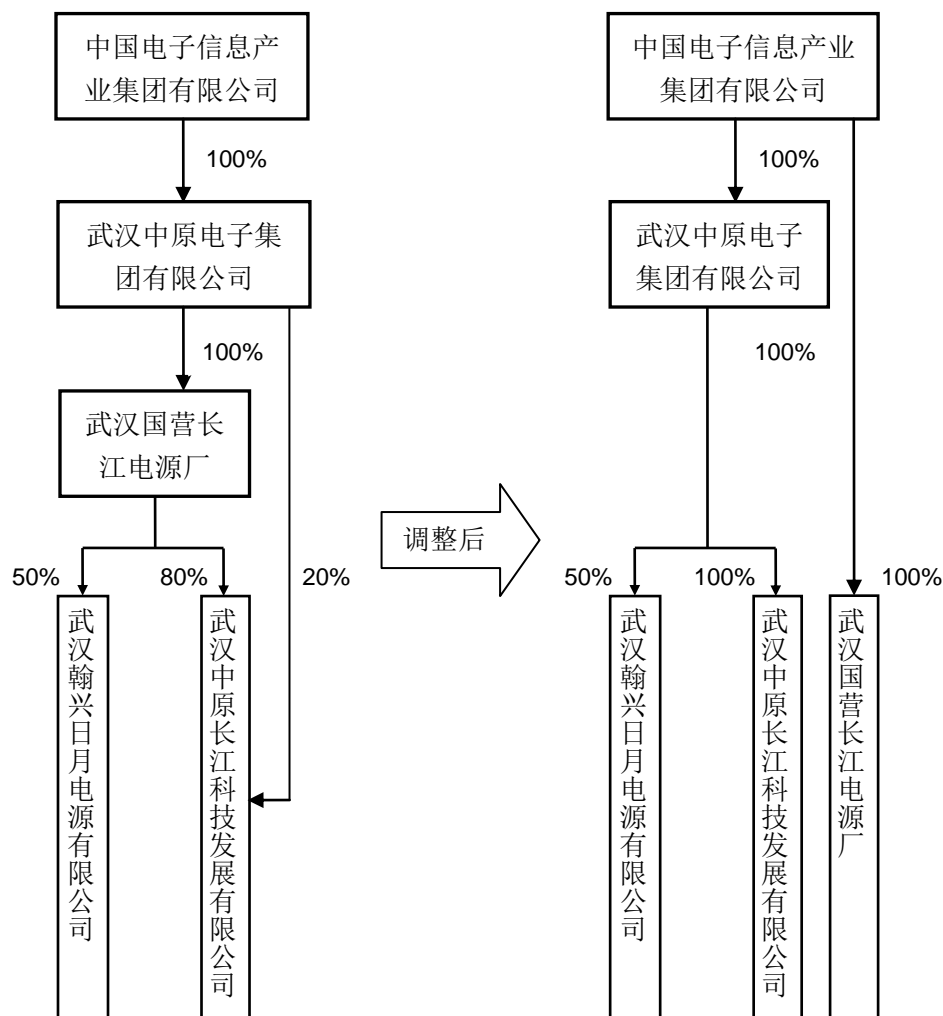 中国电子信息产
业集团有限公司
100%
武汉中原电子集
团有限公司
100%
武汉国营长
江电源厂
50%
80%
20%
武汉翰兴日月电源有限公司
武汉中原长江科技发展有限公司
调整后
中国电子信息产业
集团有限公司
100%
武汉中原电子
集团有限公司
100%
50%
100%
100%
武汉翰兴日月电源有限公司
武汉中原长江科技发展有限公司
武汉国营长江电源厂